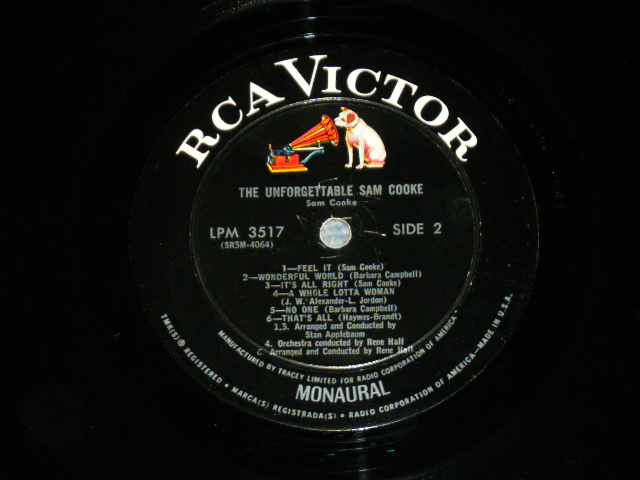 RCA VICTOR
THE UNFORGETTABLE SAM COOKE
Sam Cooke
LPM 3517
(SR3M-4064)
SIDE 2
1—FEEL IT (Sam Cooke)
2—WONDERFUL WORLD (Barbara Campbell)
3—IT'S ALL RIGHT (Sam Cooke)
4—A WHOLE LOTTA WOMAN
(J. W. Alexander-L. Jordon)
5—NO ONE (Barbara Campbell)
6—THAT'S ALL (Haymes-Brandt)
1,3. Arranged and Conducted by
Stan Applebaum
4. Orchestra conducted by Rene Hall
6. Arranged and Conducted by Rene Hall
MANUFACTURED BY TRACEY LIMITED FOR RADIO CORPORATION OF AMERICA
MONAURAL
TMK(S) ® REGISTERED • MARCA(S) REGISTRADA(S) • RADIO CORPORATION OF AMERICA—MADE IN U.S.A.